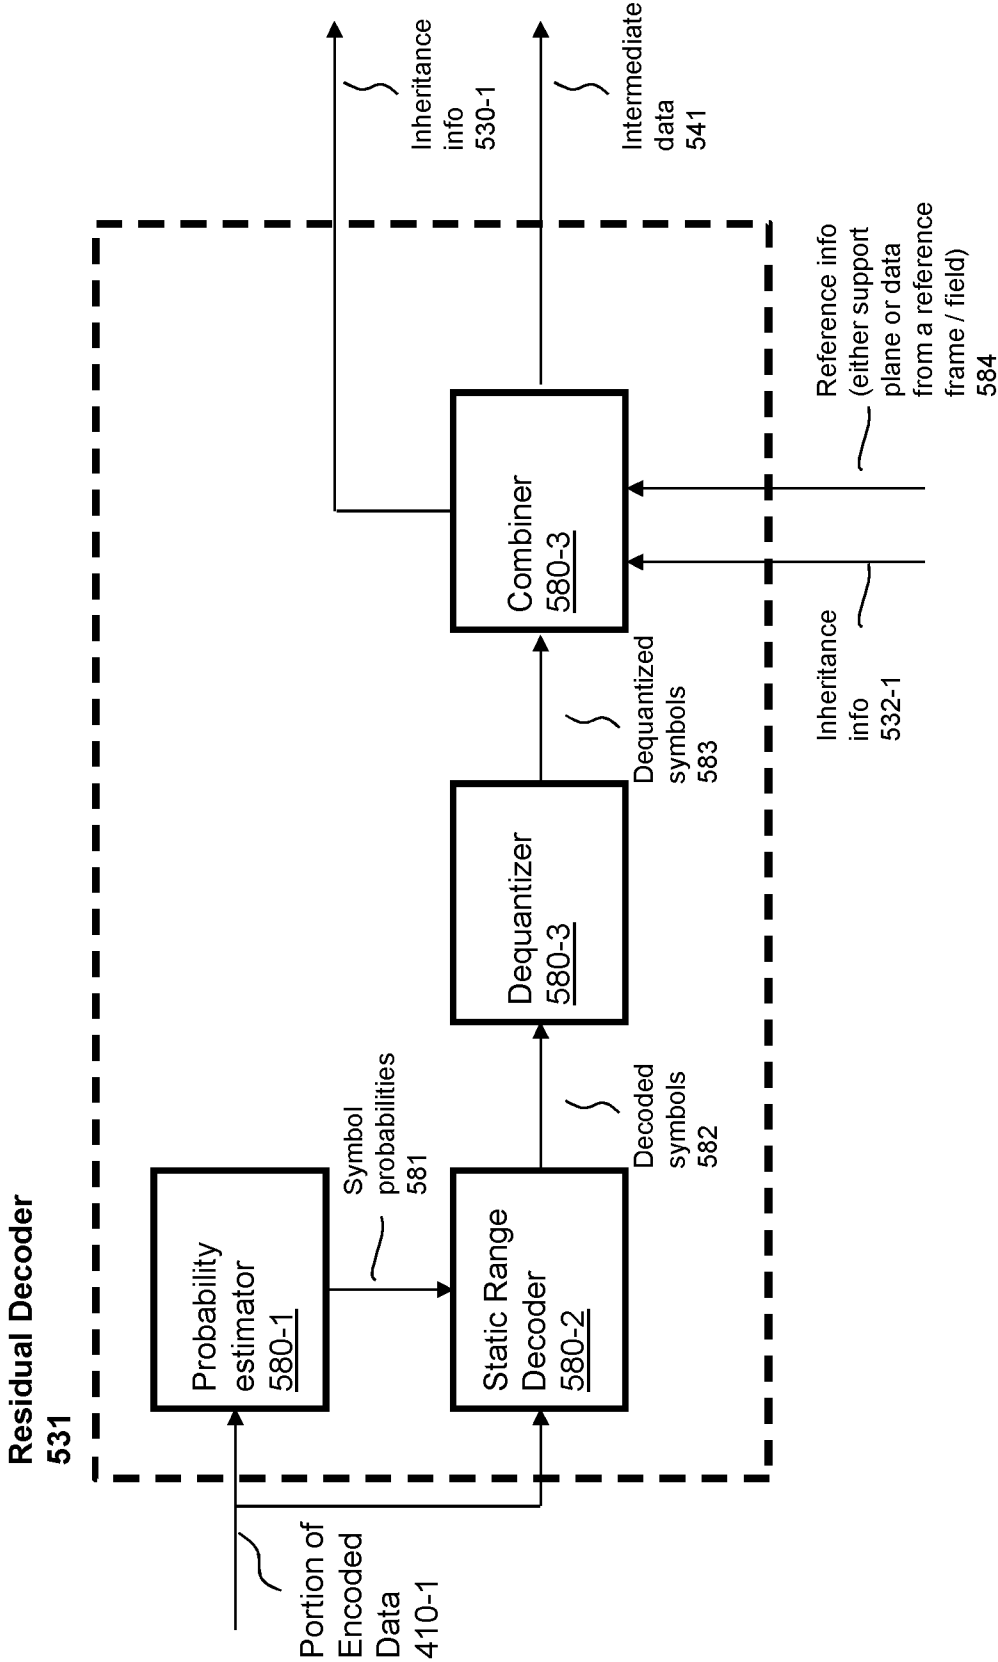 Residual Decoder
531
Portion of
Encoded
Data
410-1
Probability
estimator
580-1
Symbol
probabilities
581
Static Range
Decoder
580-2
Decoded
symbols
582
Dequantizer
580-3
Dequantized
symbols
583
Combiner
580-3
Inheritance
info
532-1
Reference info
(either support
plane or data
from a reference
frame / field)
584
Inheritance
info
530-1
Intermediate
data
541